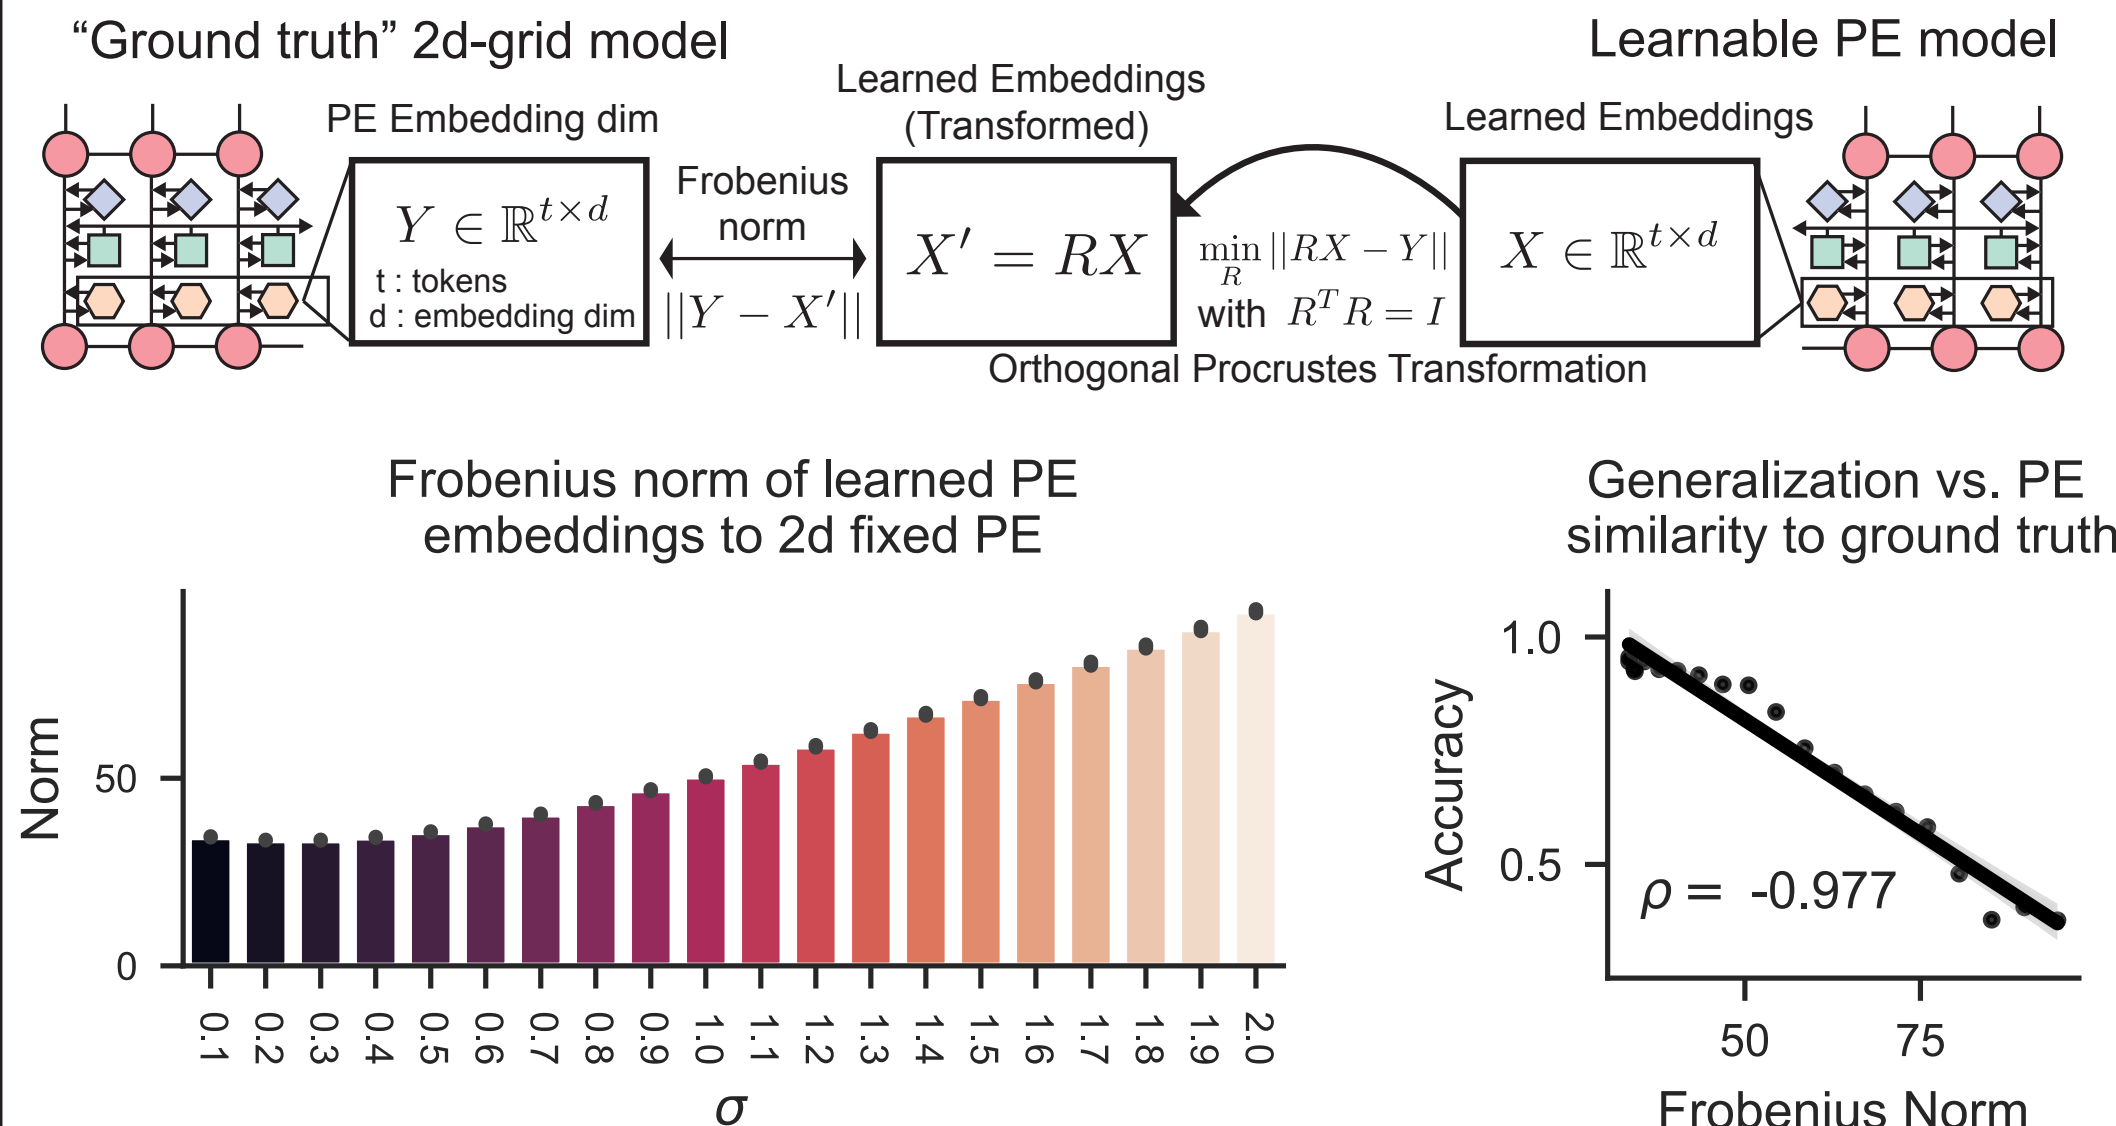 “Ground truth” 2d-grid model
Learnable PE model
PE Embedding dim
Learned Embeddings
(Transformed)
Learned Embeddings
Y ∈ ℝ^{t×d}
t : tokens
d : embedding dim
Frobenius
norm
||Y − X′||
X′ = RX
min_R ||RX − Y||
with R^T R = I
X ∈ ℝ^{t×d}
Orthogonal Procrustes Transformation
Frobenius norm of learned PE
embeddings to 2d fixed PE
Norm
50
0
0.1 0.2 0.3 0.4 0.5 0.6 0.7 0.8 0.9 1.0 1.1 1.2 1.3 1.4 1.5 1.6 1.7 1.8 1.9 2.0
σ
Generalization vs. PE
similarity to ground truth
Accuracy
1.0
0.5
ρ = -0.977
50 75
Frobenius Norm